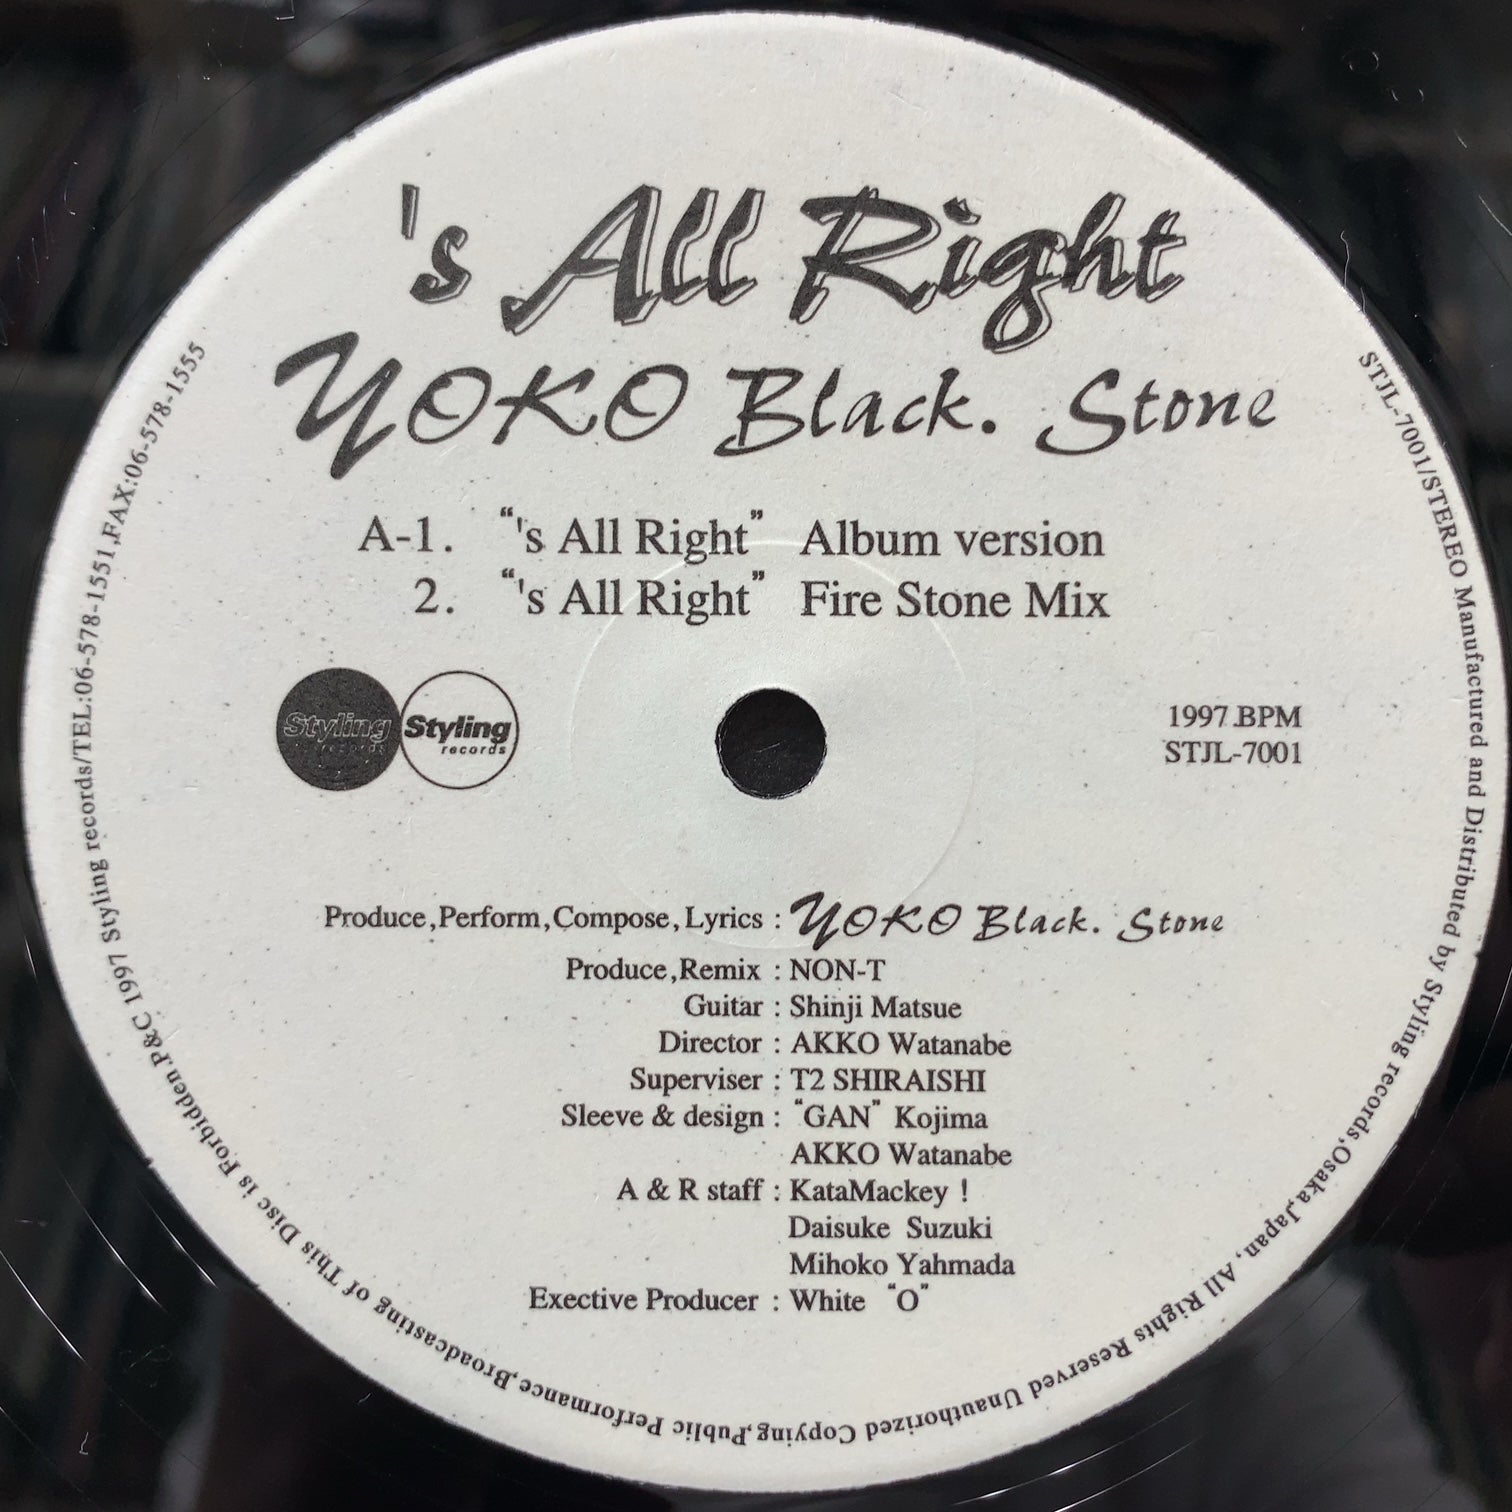 's All Right
YOKO Black. Stone
A-1. "'s All Right" Album version
2. "'s All Right" Fire Stone Mix
Styling records
Styling records
1997.BPM
STJL-7001
Produce,Perform,Compose,Lyrics : YOKO Black. Stone
Produce,Remix : NON-T
Guitar : Shinji Matsue
Director : AKKO Watanabe
Superviser : T2 SHIRAISHI
Sleeve & design : "GAN" Kojima
AKKO Watanabe
A & R staff : KataMackey !
Daisuke Suzuki
Mihoko Yahmada
Exective Producer : White "O"
STJL-7001/STEREO Manufactured and Distributed by Styling records,Osaka,Japan, All Rights Reserved Unauthorized Copying,Public Performance,Broadcasting of This Disc is Forbidden.P&C 1997 Styling records/TEL:06-578-1551,FAX:06-578-1555